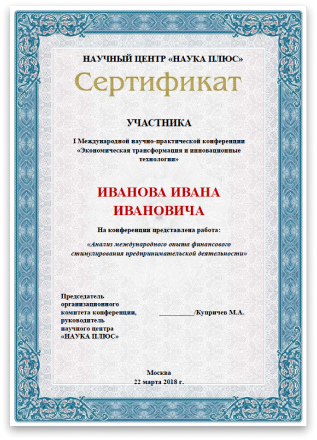 НАУЧНЫЙ ЦЕНТР «НАУКА ПЛЮС»
Сертификат
УЧАСТНИКА
I Международной научно-практической конференции
«Экономическая трансформация и инновационные
технологии»
ИВАНОВА ИВАНА
ИВАНОВИЧА
На конференции представлена работа:
«Анализ международного опыта финансового
стимулирования предпринимательской деятельности»
Председатель
организационного
комитета конференции,
руководитель
научного центра
«НАУКА ПЛЮС»
____________/Купричев М.А.
Москва
22 марта 2018 г.